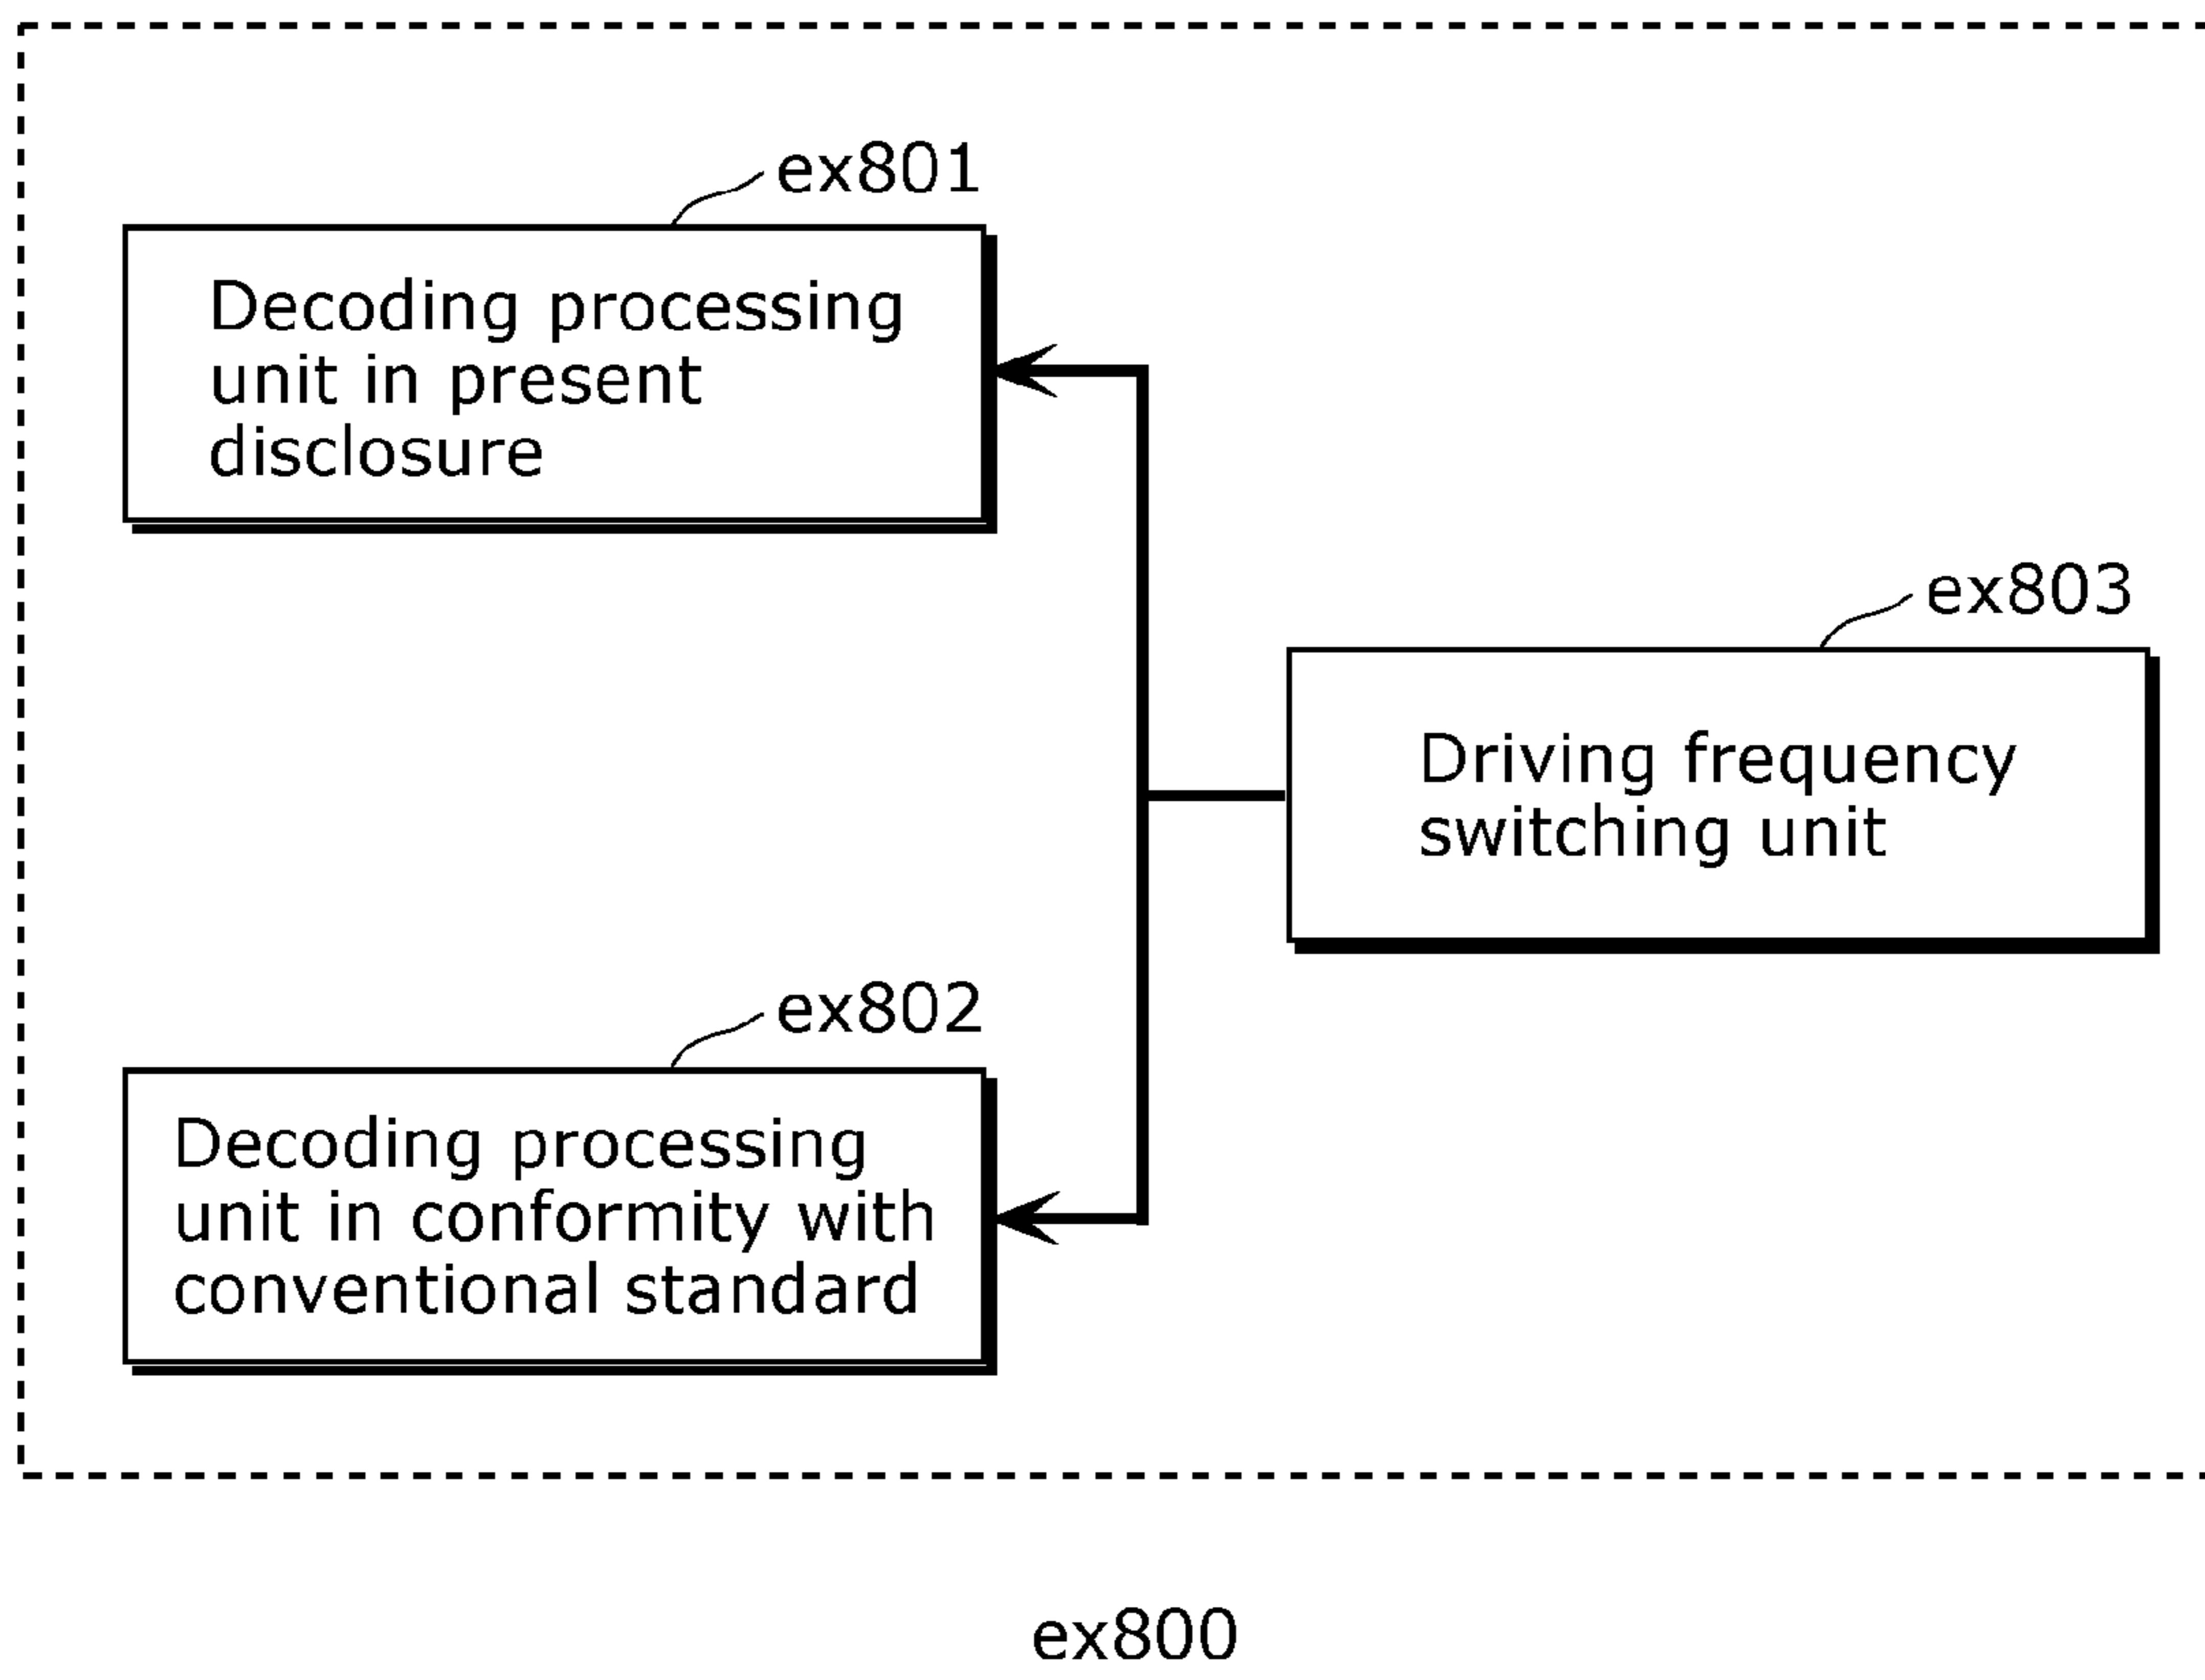 ex801
Decoding processing
unit in present
disclosure
ex803
Driving frequency
switching unit
ex802
Decoding processing
unit in conformity with
conventional standard
ex800